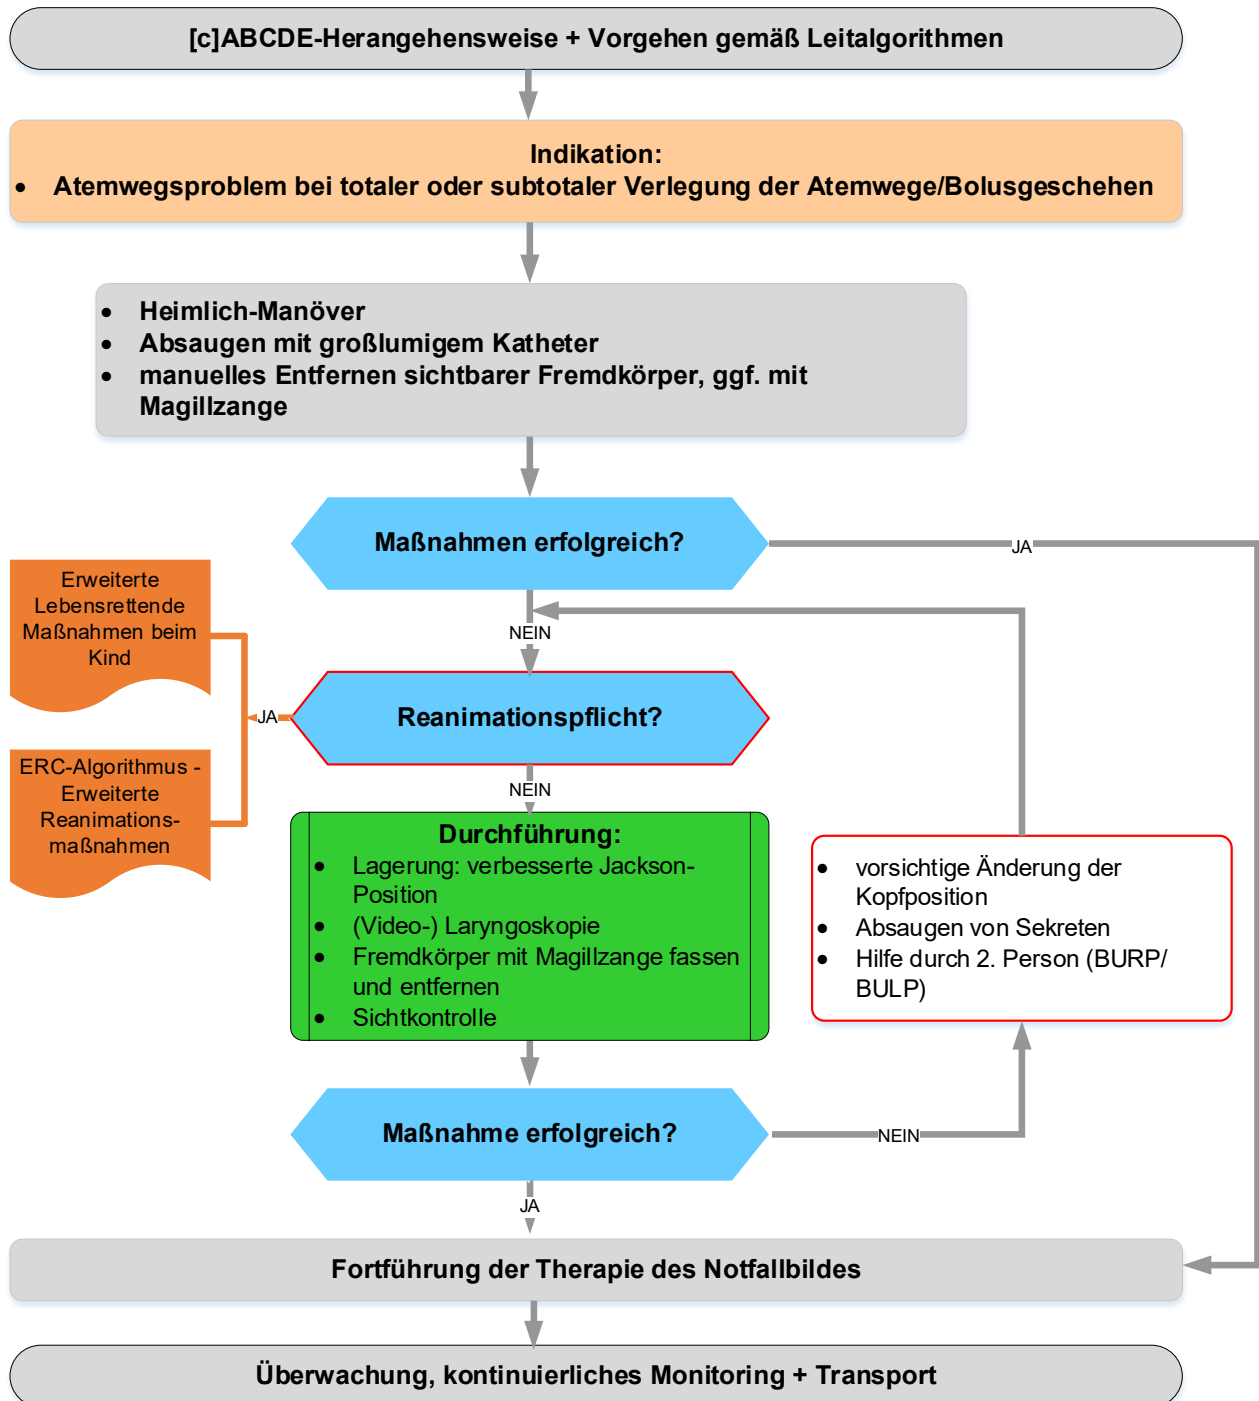 [c]ABCDE-Herangehensweise + Vorgehen gemäß Leitalgorithmen
Indikation:
• Atemwegsproblem bei totaler oder subtotaler Verlegung der Atemwege/Bolusgeschehen
• Heimlich-Manöver
• Absaugen mit großlumigem Katheter
• manuelles Entfernen sichtbarer Fremdkörper, ggf. mit
Magillzange
Maßnahmen erfolgreich?
JA
NEIN
Erweiterte
Lebensrettende
Maßnahmen beim
Kind
Reanimationspflicht?
JA
ERC-Algorithmus -
Erweiterte
Reanimations-
maßnahmen
NEIN
Durchführung:
• Lagerung: verbesserte Jackson-
Position
• (Video-) Laryngoskopie
• Fremdkörper mit Magillzange fassen
und entfernen
• Sichtkontrolle
• vorsichtige Änderung der
Kopfposition
• Absaugen von Sekreten
• Hilfe durch 2. Person (BURP/
BULP)
Maßnahme erfolgreich?
NEIN
JA
Fortführung der Therapie des Notfallbildes
Überwachung, kontinuierliches Monitoring + Transport